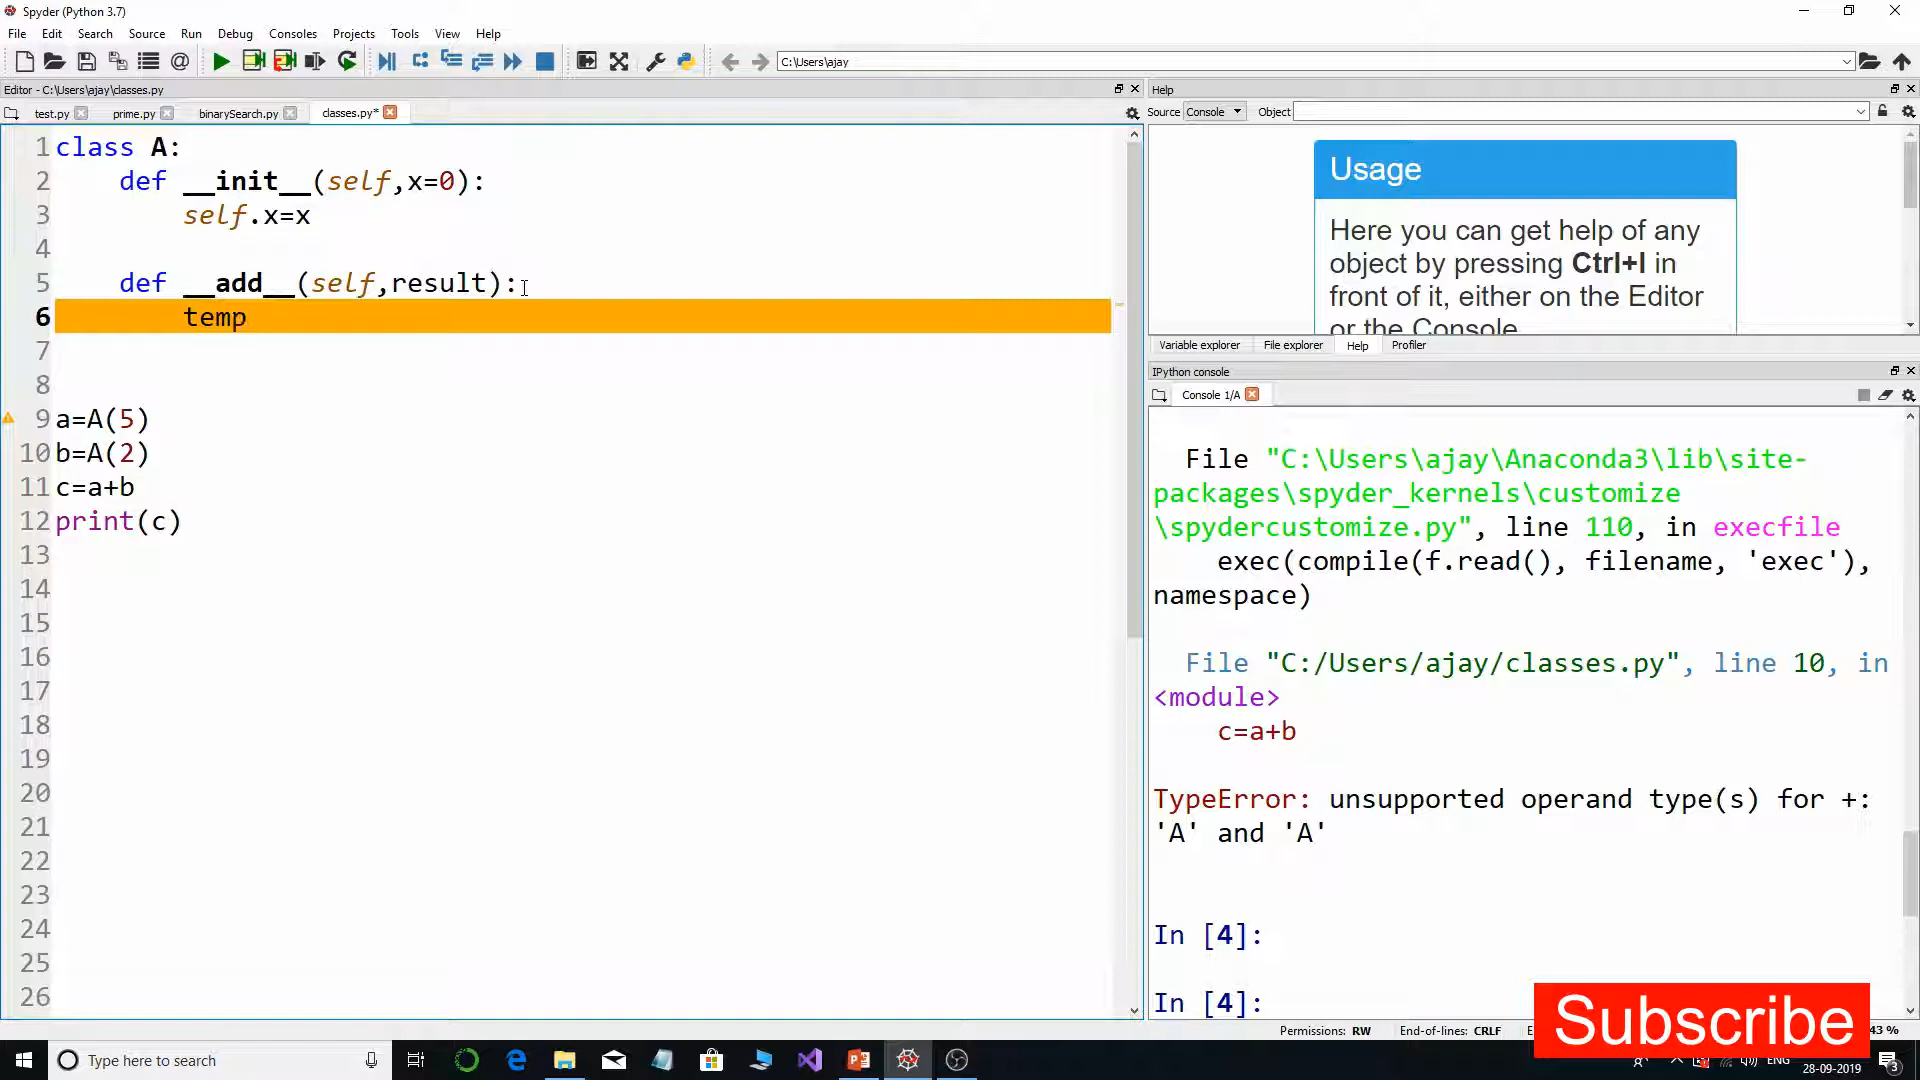 Spyder (Python 3.7)
File Edit Search Source Run Debug Consoles Projects Tools View Help
C:\Users\ajay
Editor - C:\Users\ajay\classes.py
test.py prime.py binarySearch.py classes.py*
1 class A:
2 def __init__(self,x=0):
3 self.x=x
4
5 def __add__(self,result):
6 temp
7
8
9 a=A(5)
10 b=A(2)
11 c=a+b
12 print(c)
13
14
15
16
17
18
19
20
21
22
23
24
25
26
Help
Source Console Object
Usage
Here you can get help of any
object by pressing Ctrl+I in
front of it, either on the Editor
or the Console.
Variable explorer File explorer Help Profiler
IPython console
Console 1/A
File "C:\Users\ajay\Anaconda3\lib\site-
packages\spyder_kernels\customize
\spydercustomize.py", line 110, in execfile
exec(compile(f.read(), filename, 'exec'),
namespace)
File "C:/Users/ajay/classes.py", line 10, in
<module>
c=a+b
TypeError: unsupported operand type(s) for +:
'A' and 'A'
In [4]:
In [4]:
Subscribe
Permissions: RW End-of-lines: CRLF 43 %
Type here to search
ENG
28-09-2019
3